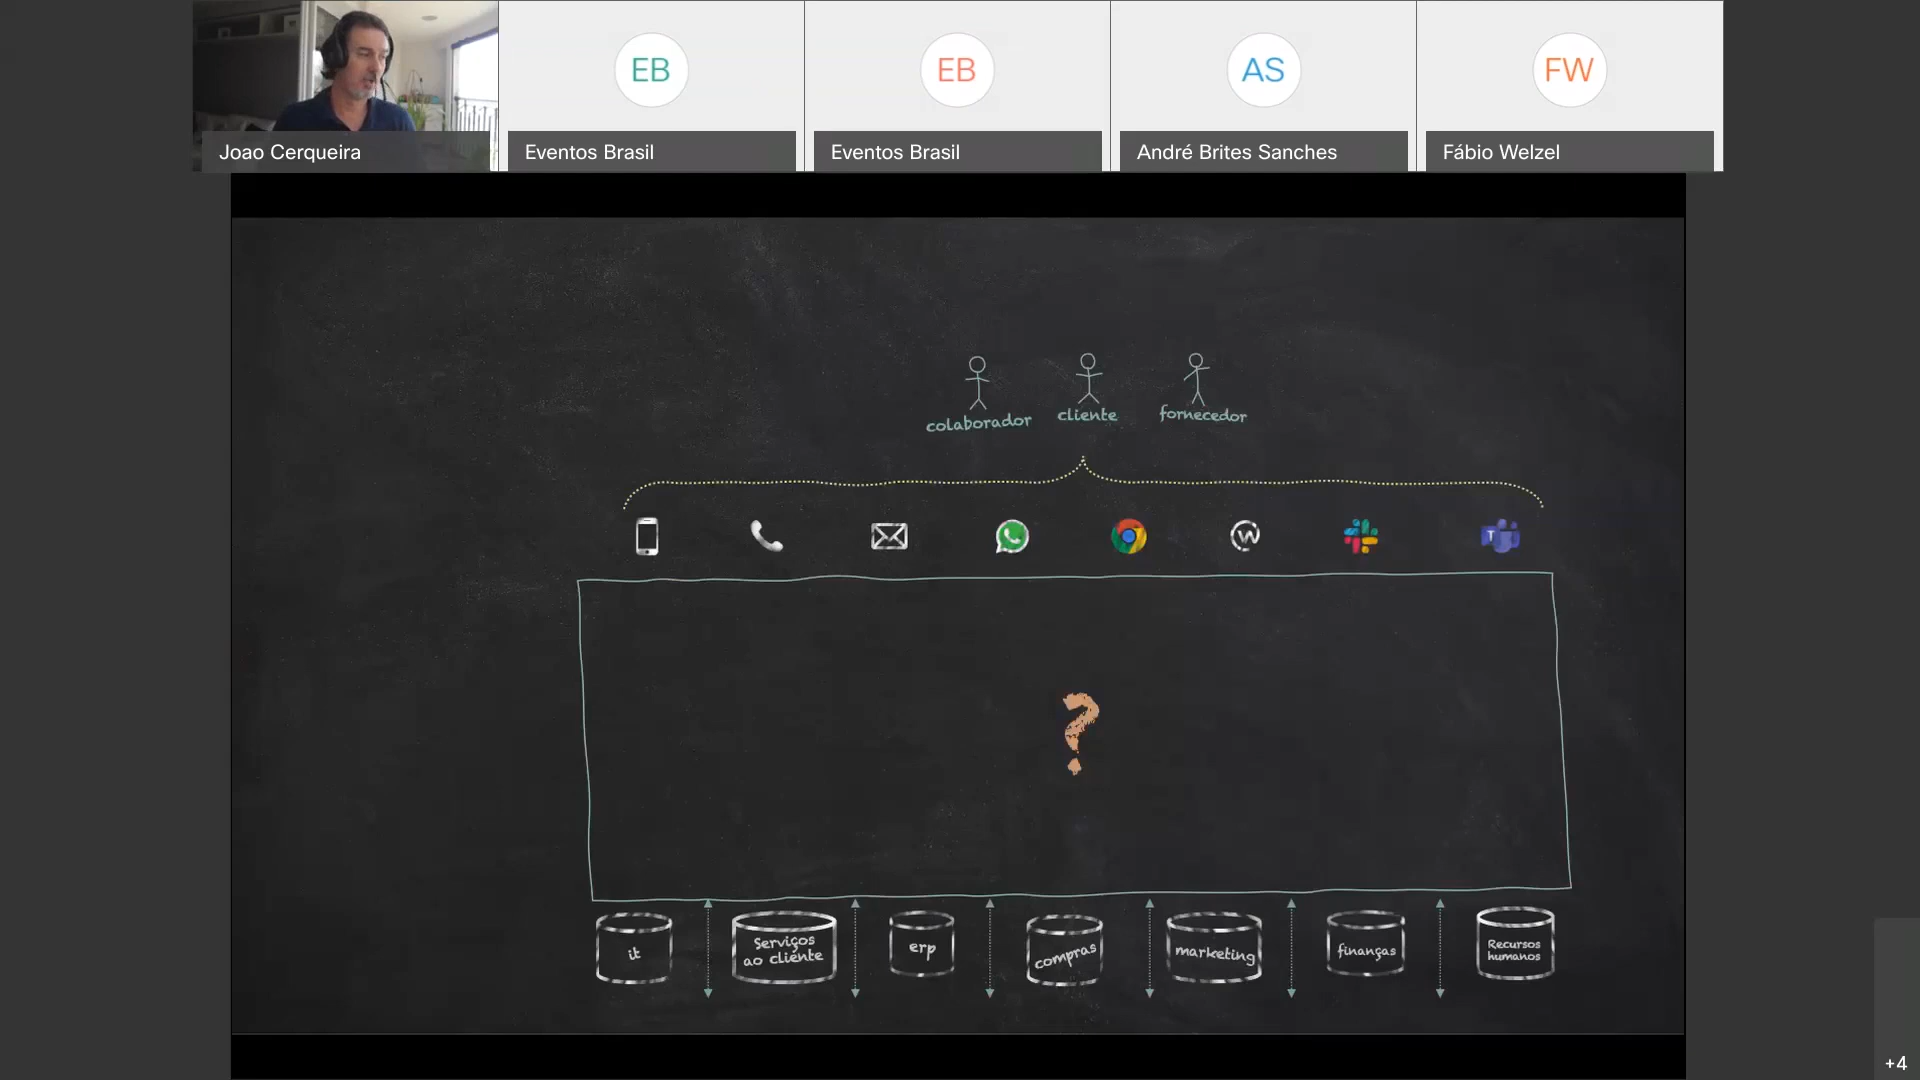 EB
EB
AS
FW
Joao Cerqueira
Eventos Brasil
Eventos Brasil
André Brites Sanches
Fábio Welzel
colaborador
cliente
fornecedor
W
T
?
it
Serviços
ao cliente
erp
compras
marketing
finanças
Recursos
humanos
+4